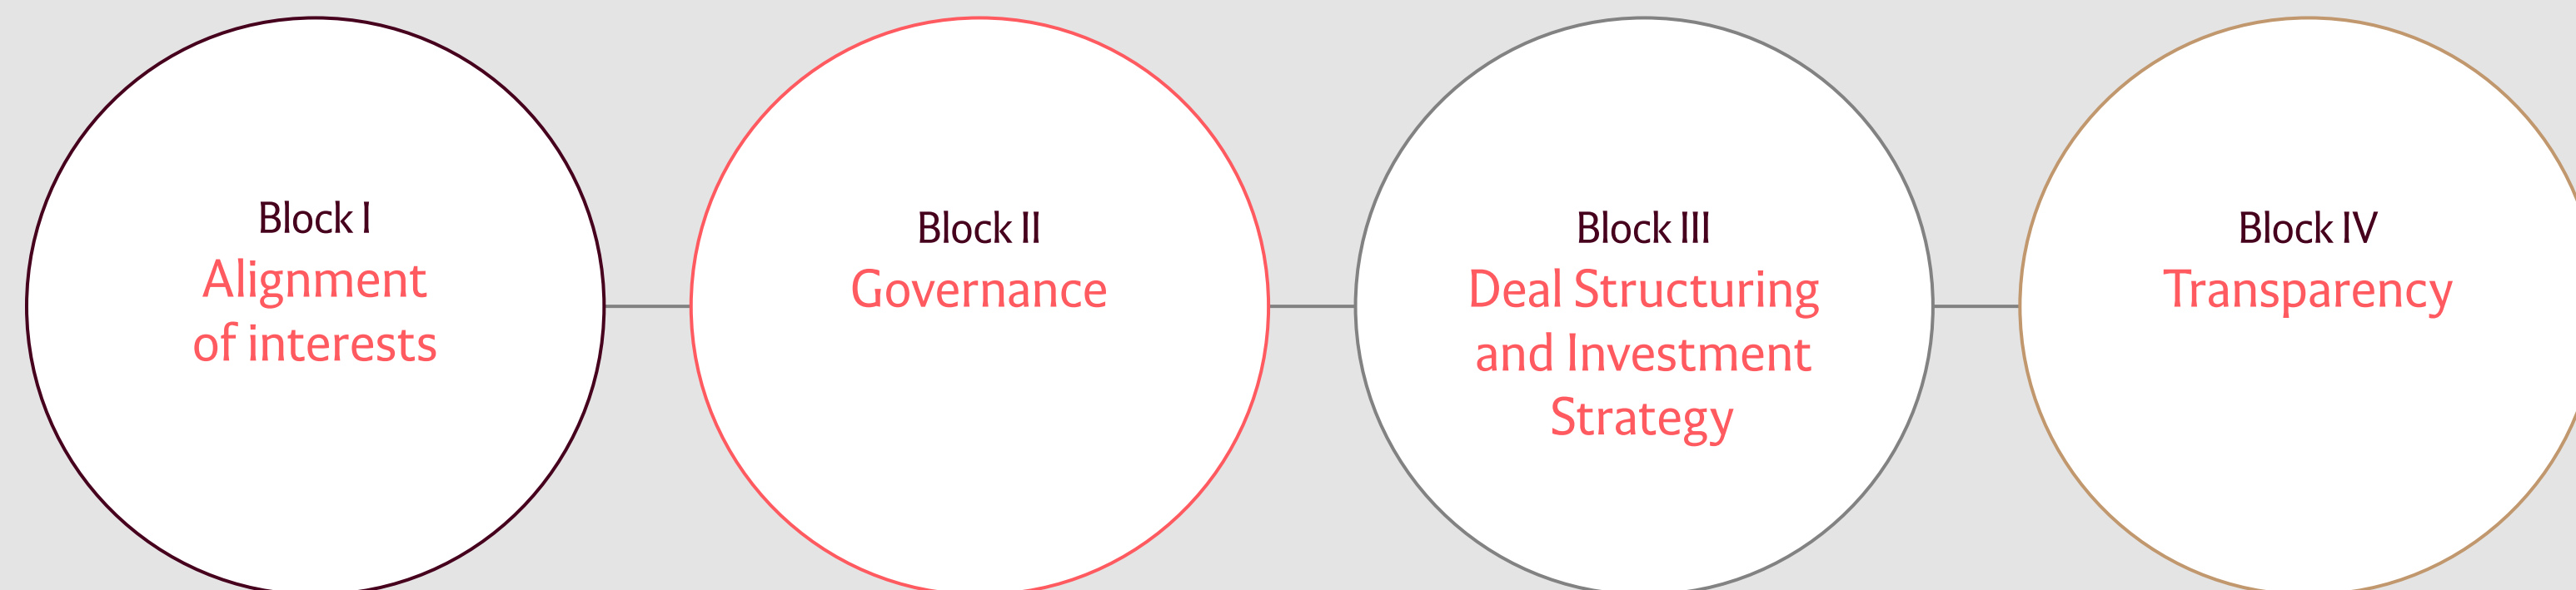 Block I
Alignment
of interests
Block II
Governance
Block III
Deal Structuring
and Investment
Strategy
Block IV
Transparency